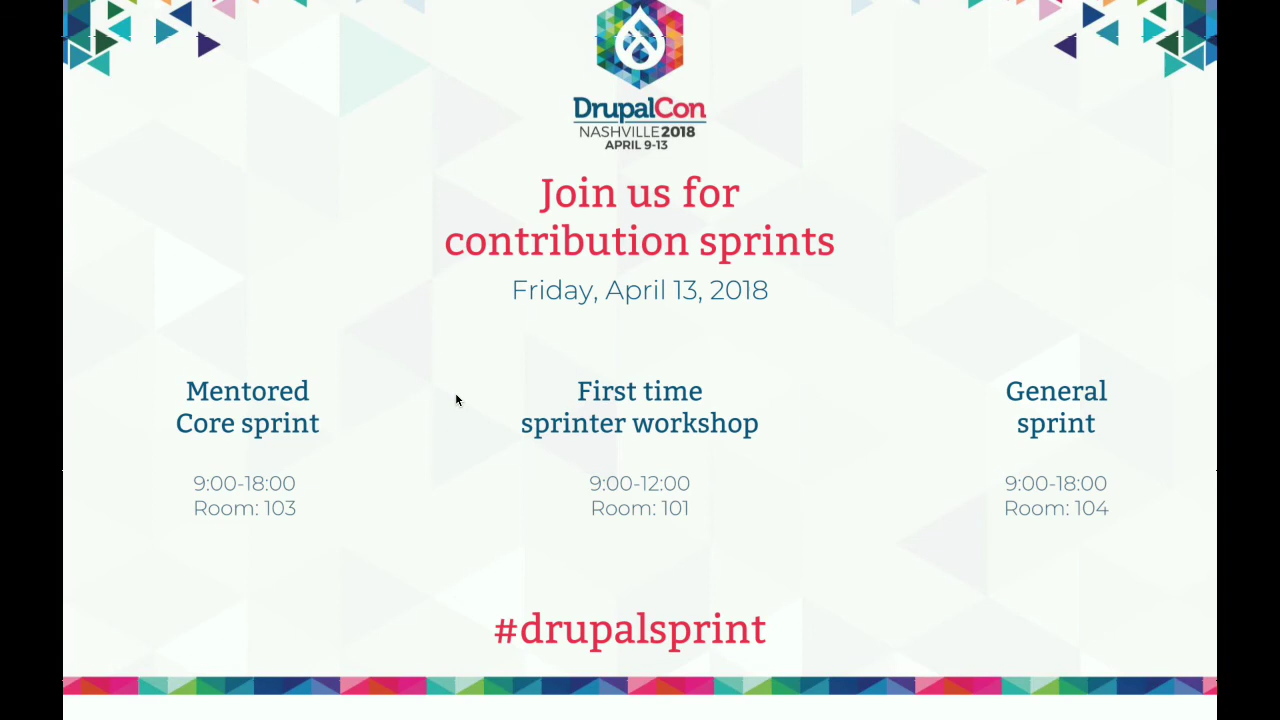 DrupalCon
NASHVILLE 2018
APRIL 9-13
Join us for
contribution sprints
Friday, April 13, 2018
Mentored
Core sprint
9:00-18:00
Room: 103
First time
sprinter workshop
9:00-12:00
Room: 101
General
sprint
9:00-18:00
Room: 104
#drupalsprint